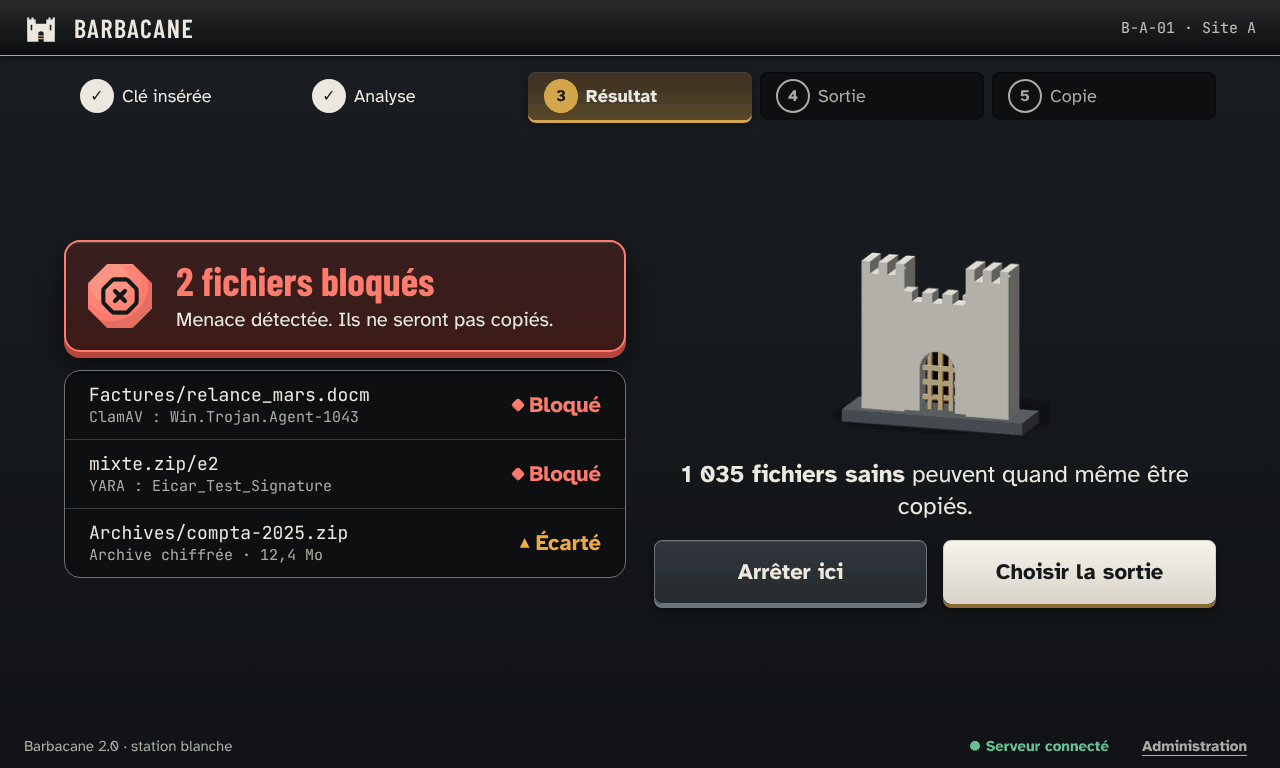 BARBACANE
B-A-01 · Site A
✓ Clé insérée
✓ Analyse
3 Résultat
4 Sortie
5 Copie
2 fichiers bloqués
Menace détectée. Ils ne seront pas copiés.
Factures/relance_mars.docm
ClamAV : Win.Trojan.Agent-1043
Bloqué
mixte.zip/e2
YARA : Eicar_Test_Signature
Bloqué
Archives/compta-2025.zip
Archive chiffrée · 12,4 Mo
Écarté
1 035 fichiers sains peuvent quand même être
copiés.
Arrêter ici
Choisir la sortie
Barbacane 2.0 · station blanche
Serveur connecté
Administration